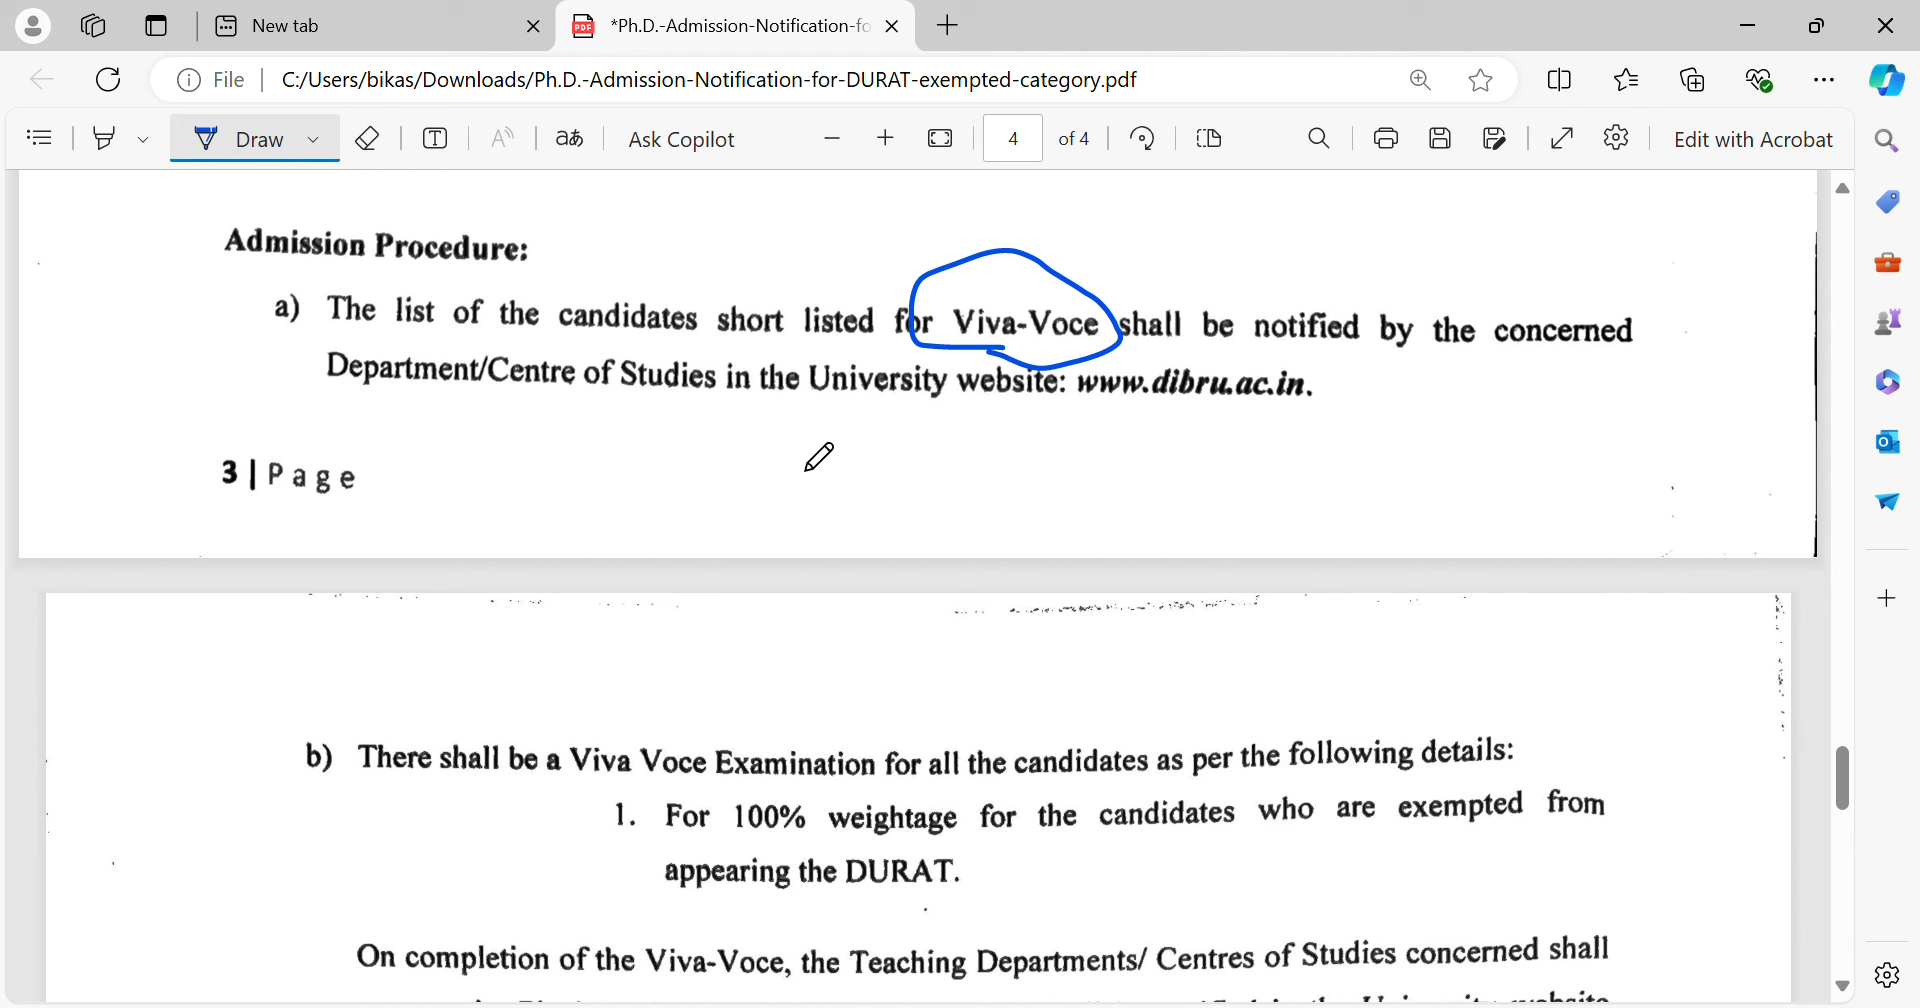 New tab
*Ph.D.-Admission-Notification-fo
File
C:/Users/bikas/Downloads/Ph.D.-Admission-Notification-for-DURAT-exempted-category.pdf
Draw
aあ
Ask Copilot
4
of 4
Edit with Acrobat
Admission Procedure:
a) The list of the candidates short listed for Viva-Voce shall be notified by the concerned
Department/Centre of Studies in the University website: www.dibru.ac.in.
3 | P a g e
b) There shall be a Viva Voce Examination for all the candidates as per the following details:
1. For 100% weightage for the candidates who are exempted from
appearing the DURAT.
On completion of the Viva-Voce, the Teaching Departments/ Centres of Studies concerned shall